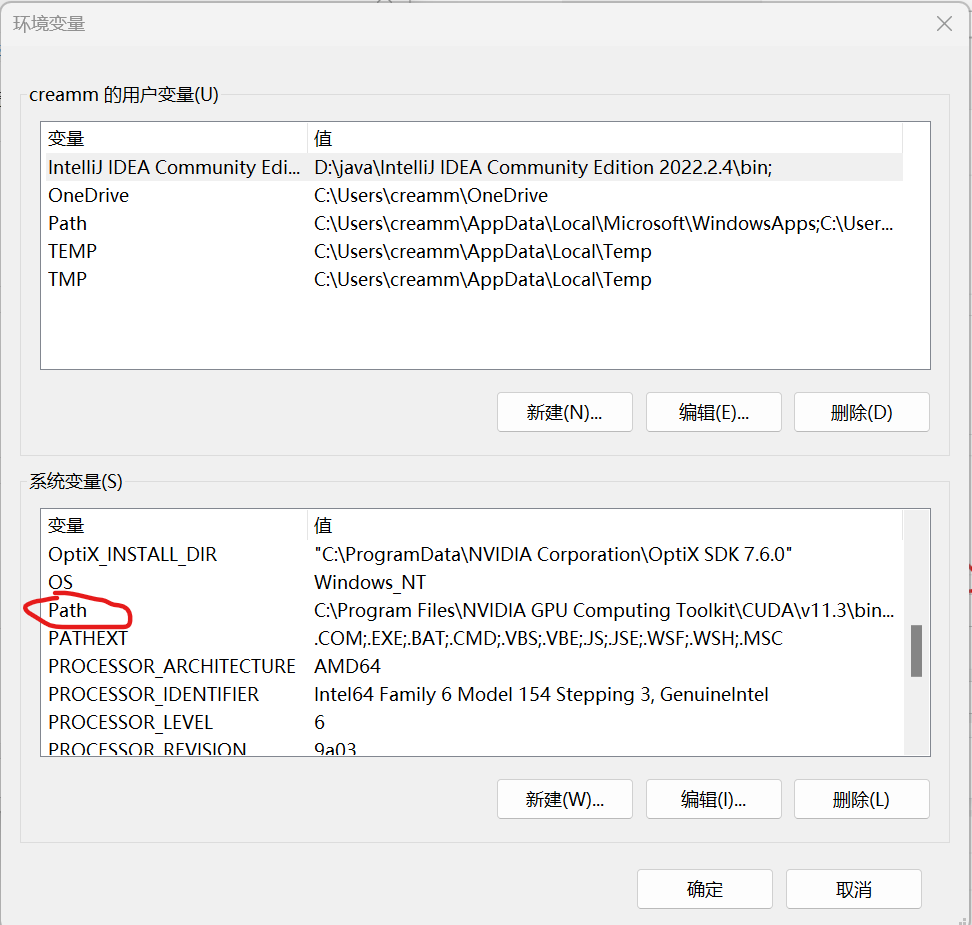 环境变量
creamm 的用户变量(U)
变量 值
IntelliJ IDEA Community Edi... D:\java\IntelliJ IDEA Community Edition 2022.2.4\bin;
OneDrive C:\Users\creamm\OneDrive
Path C:\Users\creamm\AppData\Local\Microsoft\WindowsApps;C:\User...
TEMP C:\Users\creamm\AppData\Local\Temp
TMP C:\Users\creamm\AppData\Local\Temp
新建(N)... 编辑(E)... 删除(D)
系统变量(S)
变量 值
OptiX_INSTALL_DIR "C:\ProgramData\NVIDIA Corporation\OptiX SDK 7.6.0"
OS Windows_NT
Path C:\Program Files\NVIDIA GPU Computing Toolkit\CUDA\v11.3\bin...
PATHEXT .COM;.EXE;.BAT;.CMD;.VBS;.VBE;.JS;.JSE;.WSF;.WSH;.MSC
PROCESSOR_ARCHITECTURE AMD64
PROCESSOR_IDENTIFIER Intel64 Family 6 Model 154 Stepping 3, GenuineIntel
PROCESSOR_LEVEL 6
PROCESSOR_REVISION 9a03
新建(W)... 编辑(I)... 删除(L)
确定 取消